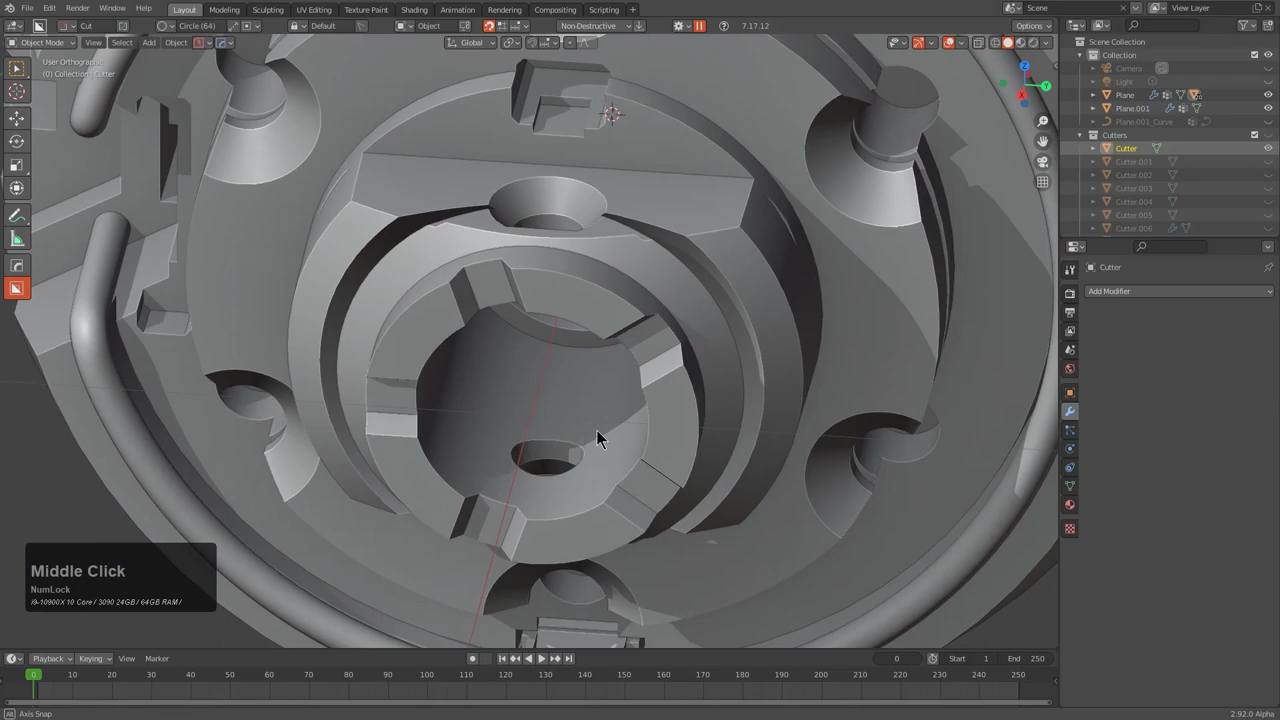 File Edit Render Window Help
Layout Modeling Sculpting UV Editing Texture Paint Shading Animation Rendering Compositing Scripting +
Scene
View Layer
Cut
Circle (64)
Default
Object
Non-Destructive
7.17.12
Options
Object Mode View Select Add Object
Global
User Orthographic
(0) Collection | Cutter
Z
Y
X
Scene Collection
Collection
Camera
Light
Plane
Plane.001
Plane.001_Curve
Cutters
Cutter
Cutter.001
Cutter.002
Cutter.003
Cutter.004
Cutter.005
Cutter.006
Cutter
Add Modifier
Middle Click
NumLock
i9-10900X 10 Core / 3090 24GB / 64GB RAM /
Playback Keying View Marker
0
Start 1
End 250
0 10 20 30 40 50 60 70 80 90 100 110 120 130 140 150 160 170 180 190 200 210 220 230 240 250
Alt Axis Snap
2.92.0 Alpha